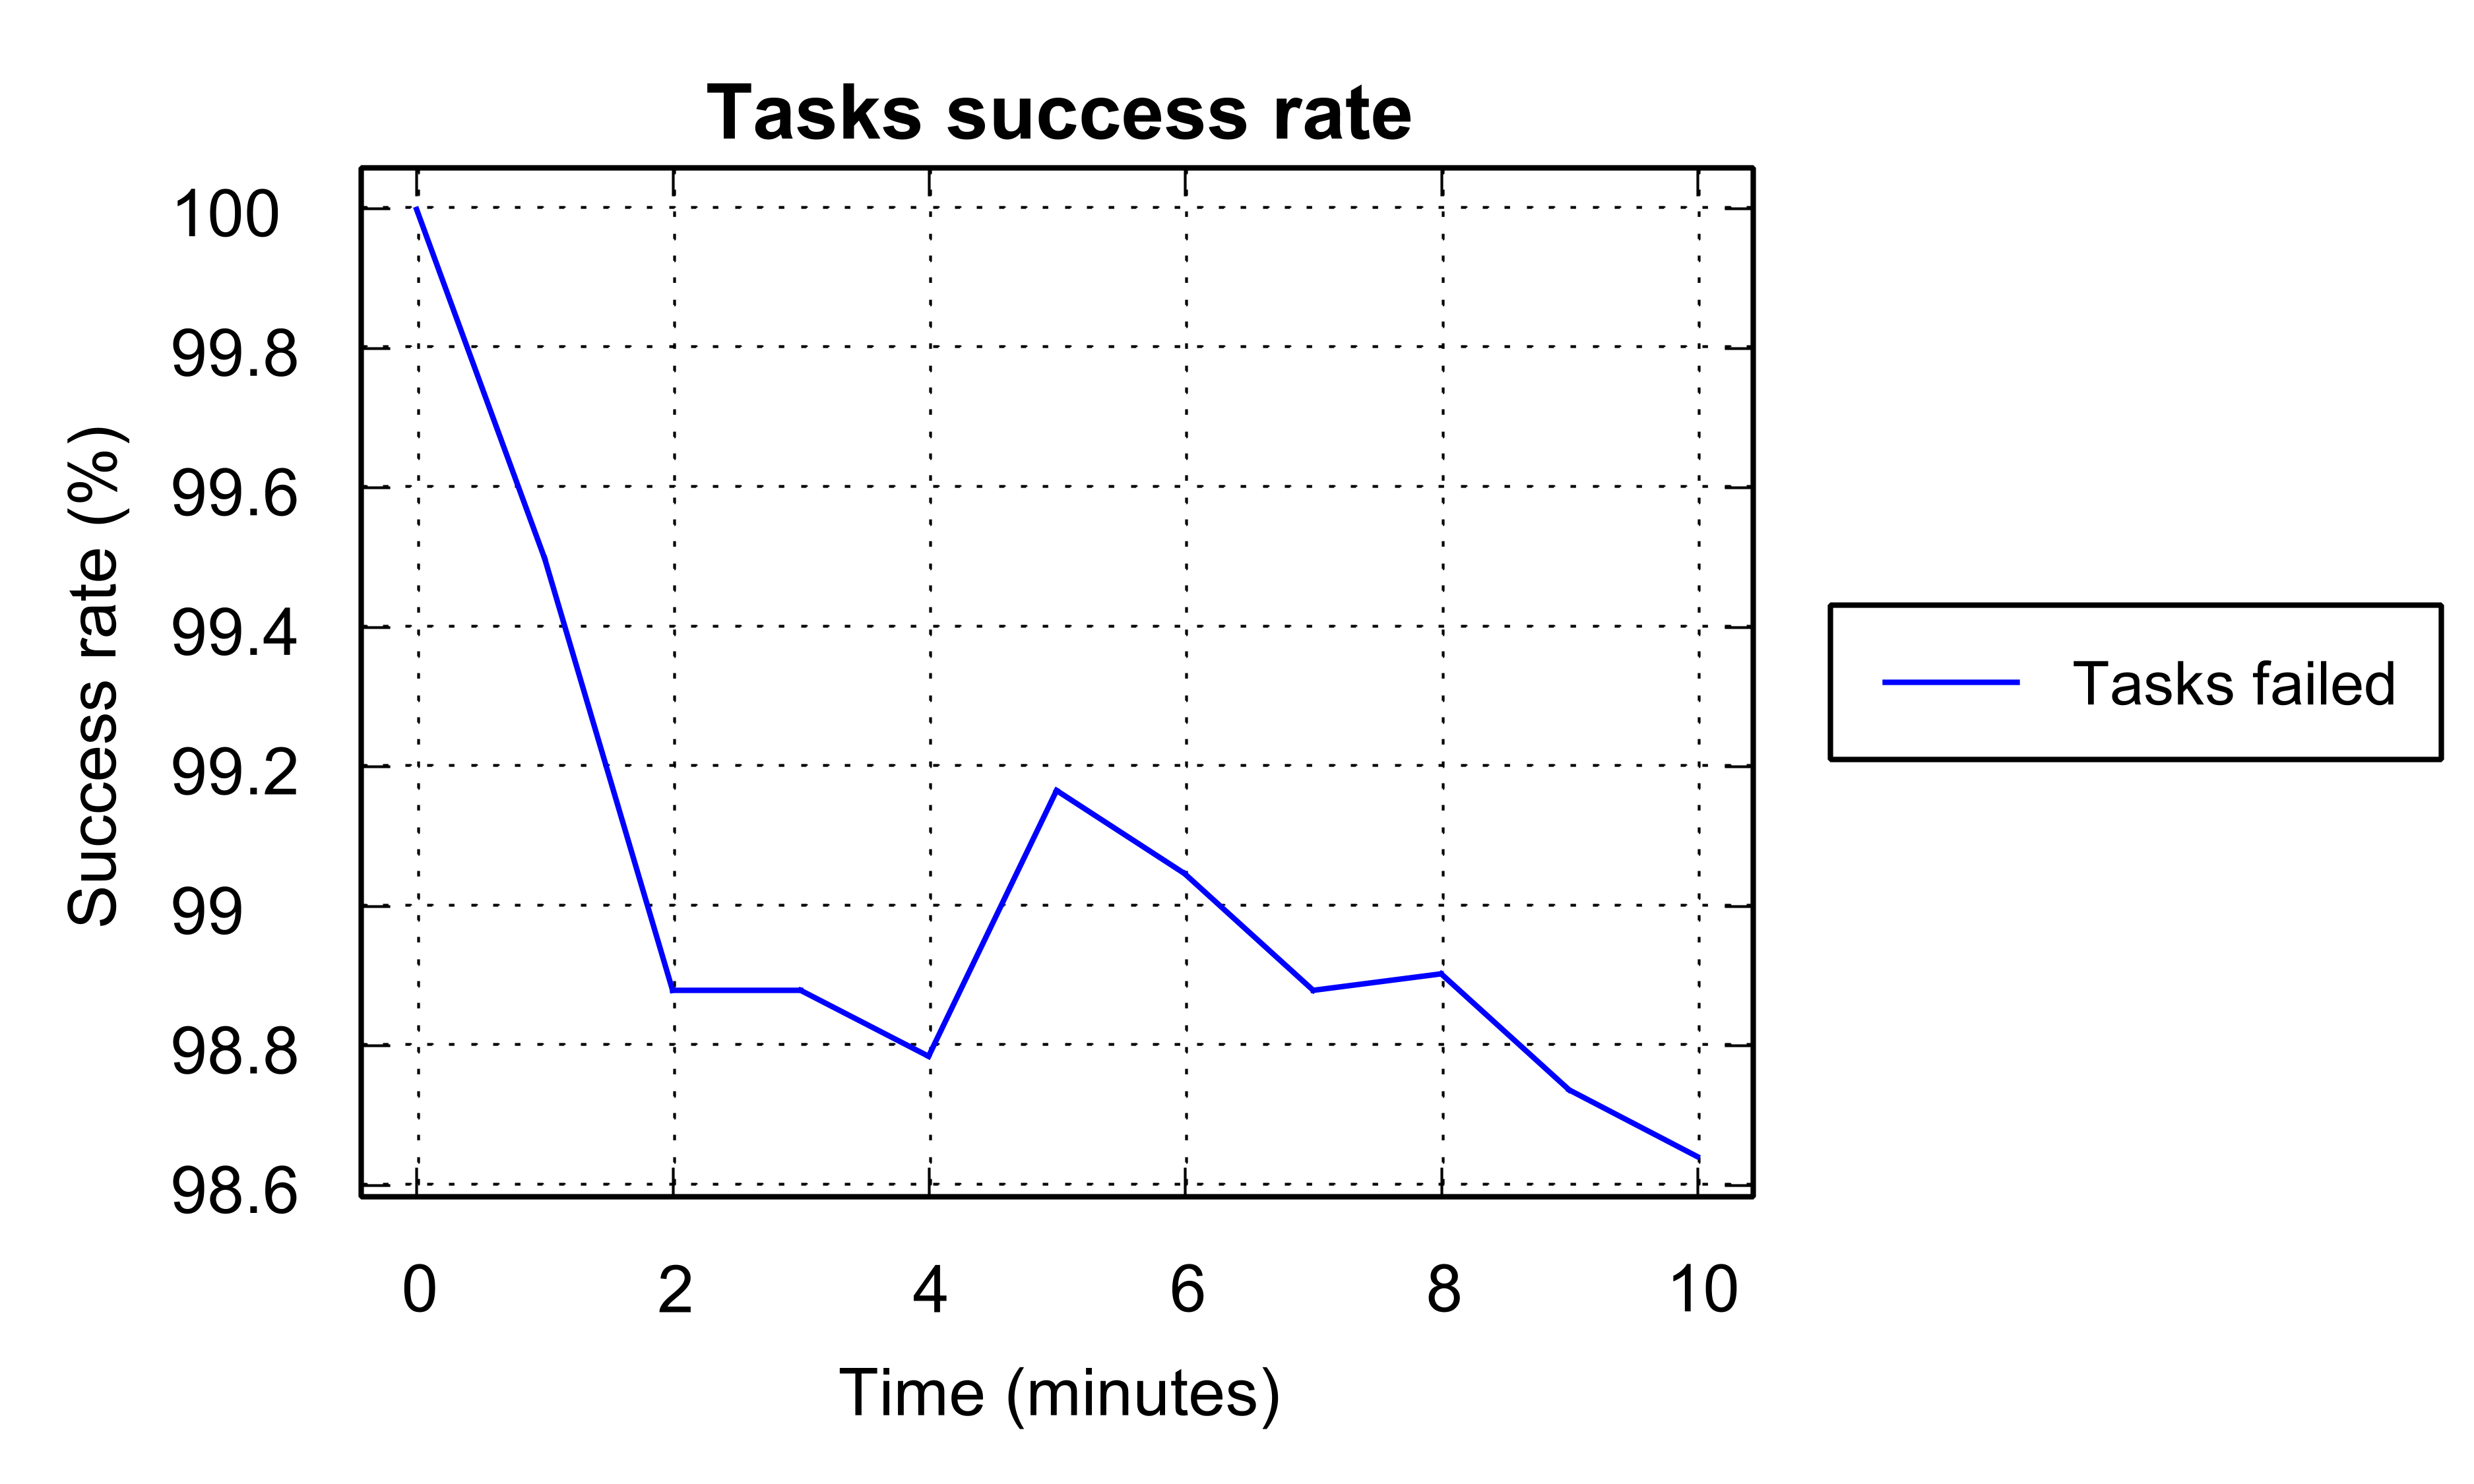 Tasks success rate
Success rate (%)
100
99.8
99.6
99.4
99.2
99
98.8
98.6
0 2 4 6 8 10
Time (minutes)
Tasks failed